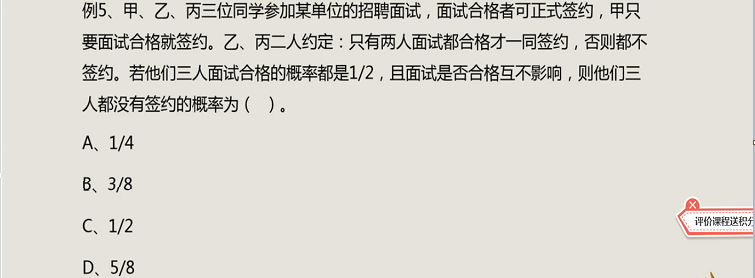 例5、甲、乙、丙三位同学参加某单位的招聘面试，面试合格者可正式签约，甲只
要面试合格就签约。乙、丙二人约定：只有两人面试都合格才一同签约，否则都不
签约。若他们三人面试合格的概率都是1/2，且面试是否合格互不影响，则他们三
人都没有签约的概率为（ ）。
A、1/4
B、3/8
C、1/2
评价课程送积分
D、5/8